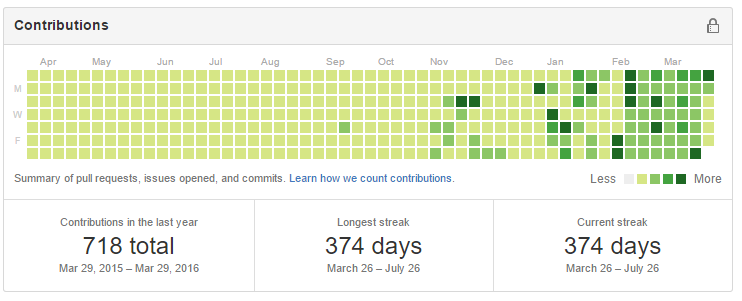 Contributions
Apr May Jun Jul Aug Sep Oct Nov Dec Jan Feb Mar
M
W
F
Summary of pull requests, issues opened, and commits. Learn how we count contributions.
Less More
Contributions in the last year
718 total
Mar 29, 2015 – Mar 29, 2016
Longest streak
374 days
March 26 – July 26
Current streak
374 days
March 26 – July 26